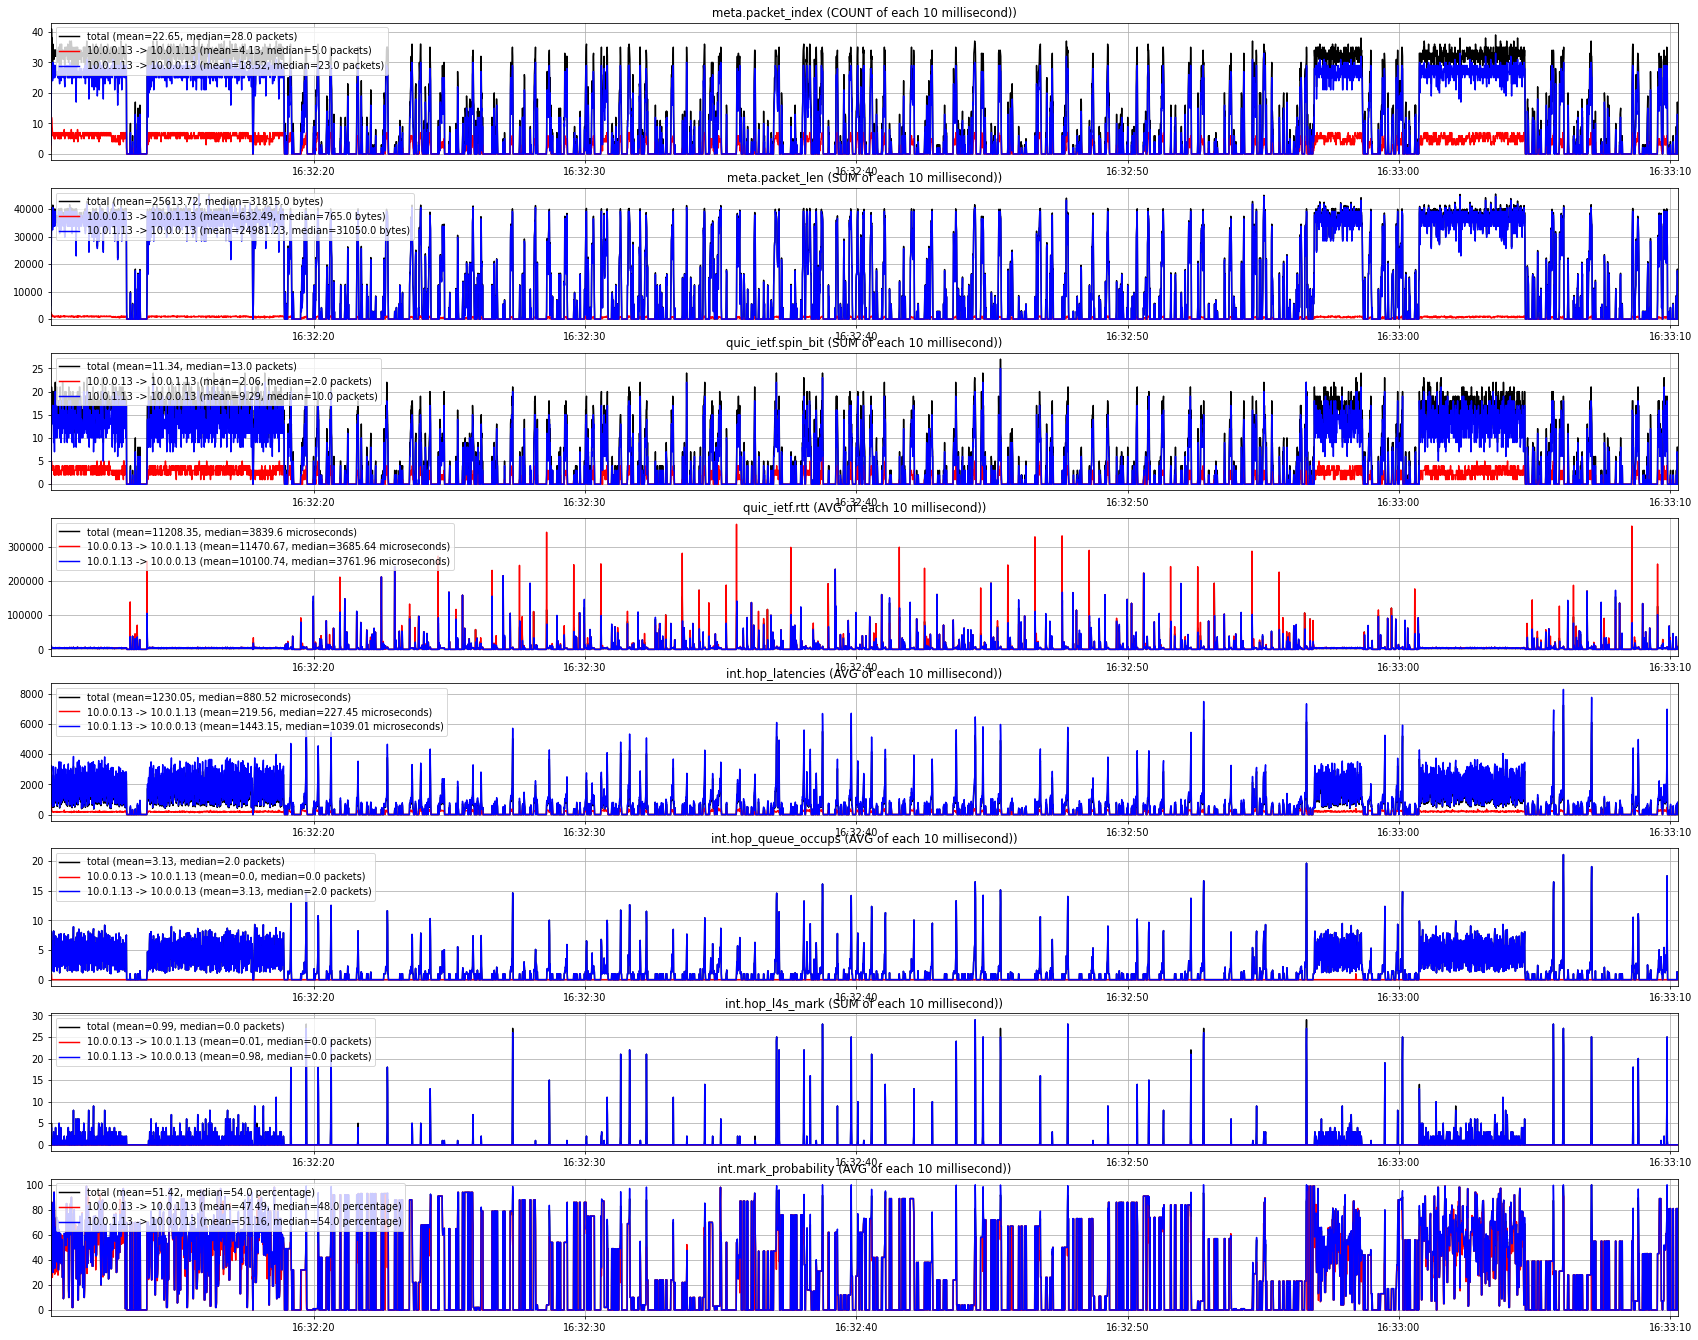 meta.packet_index (COUNT of each 10 millisecond))
40
30
20
10
0
total (mean=22.65, median=28.0 packets)
10.0.0.13 -> 10.0.1.13 (mean=4.13, median=5.0 packets)
10.0.1.13 -> 10.0.0.13 (mean=18.52, median=23.0 packets)
16:32:20 16:32:30 16:32:40 16:32:50 16:33:00 16:33:10
meta.packet_len (SUM of each 10 millisecond))
40000
30000
20000
10000
0
total (mean=25613.72, median=31815.0 bytes)
10.0.0.13 -> 10.0.1.13 (mean=632.49, median=765.0 bytes)
10.0.1.13 -> 10.0.0.13 (mean=24981.23, median=31050.0 bytes)
16:32:20 16:32:30 16:32:40 16:32:50 16:33:00 16:33:10
quic_ietf.spin_bit (SUM of each 10 millisecond))
25
20
15
10
5
0
total (mean=11.34, median=13.0 packets)
10.0.0.13 -> 10.0.1.13 (mean=2.06, median=2.0 packets)
10.0.1.13 -> 10.0.0.13 (mean=9.29, median=10.0 packets)
16:32:20 16:32:30 16:32:40 16:32:50 16:33:00 16:33:10
quic_ietf.rtt (AVG of each 10 millisecond))
300000
200000
100000
0
total (mean=11208.35, median=3839.6 microseconds)
10.0.0.13 -> 10.0.1.13 (mean=11470.67, median=3685.64 microseconds)
10.0.1.13 -> 10.0.0.13 (mean=10100.74, median=3761.96 microseconds)
16:32:20 16:32:30 16:32:40 16:32:50 16:33:00 16:33:10
int.hop_latencies (AVG of each 10 millisecond))
8000
6000
4000
2000
0
total (mean=1230.05, median=880.52 microseconds)
10.0.0.13 -> 10.0.1.13 (mean=219.56, median=227.45 microseconds)
10.0.1.13 -> 10.0.0.13 (mean=1443.15, median=1039.01 microseconds)
16:32:20 16:32:30 16:32:40 16:32:50 16:33:00 16:33:10
int.hop_queue_occups (AVG of each 10 millisecond))
20
15
10
5
0
total (mean=3.13, median=2.0 packets)
10.0.0.13 -> 10.0.1.13 (mean=0.0, median=0.0 packets)
10.0.1.13 -> 10.0.0.13 (mean=3.13, median=2.0 packets)
16:32:20 16:32:30 16:32:40 16:32:50 16:33:00 16:33:10
int.hop_l4s_mark (SUM of each 10 millisecond))
30
25
20
15
10
5
0
total (mean=0.99, median=0.0 packets)
10.0.0.13 -> 10.0.1.13 (mean=0.01, median=0.0 packets)
10.0.1.13 -> 10.0.0.13 (mean=0.98, median=0.0 packets)
16:32:20 16:32:30 16:32:40 16:32:50 16:33:00 16:33:10
int.mark_probability (AVG of each 10 millisecond))
100
80
60
40
20
0
total (mean=51.42, median=54.0 percentage)
10.0.0.13 -> 10.0.1.13 (mean=47.49, median=48.0 percentage)
10.0.1.13 -> 10.0.0.13 (mean=51.16, median=54.0 percentage)
16:32:20 16:32:30 16:32:40 16:32:50 16:33:00 16:33:10